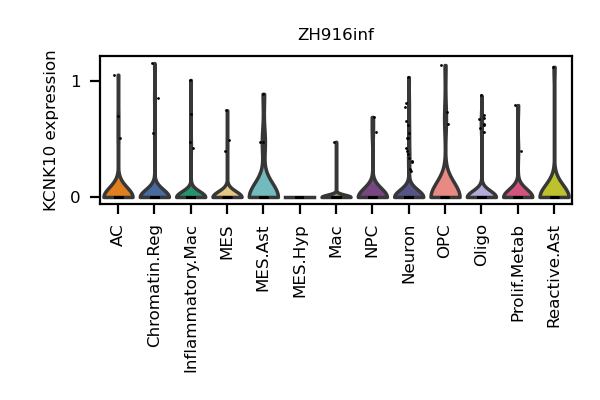 ZH916inf
KCNK10 expression
1
0
AC
Chromatin.Reg
Inflammatory.Mac
MES
MES.Ast
MES.Hyp
Mac
NPC
Neuron
OPC
Oligo
Prolif.Metab
Reactive.Ast